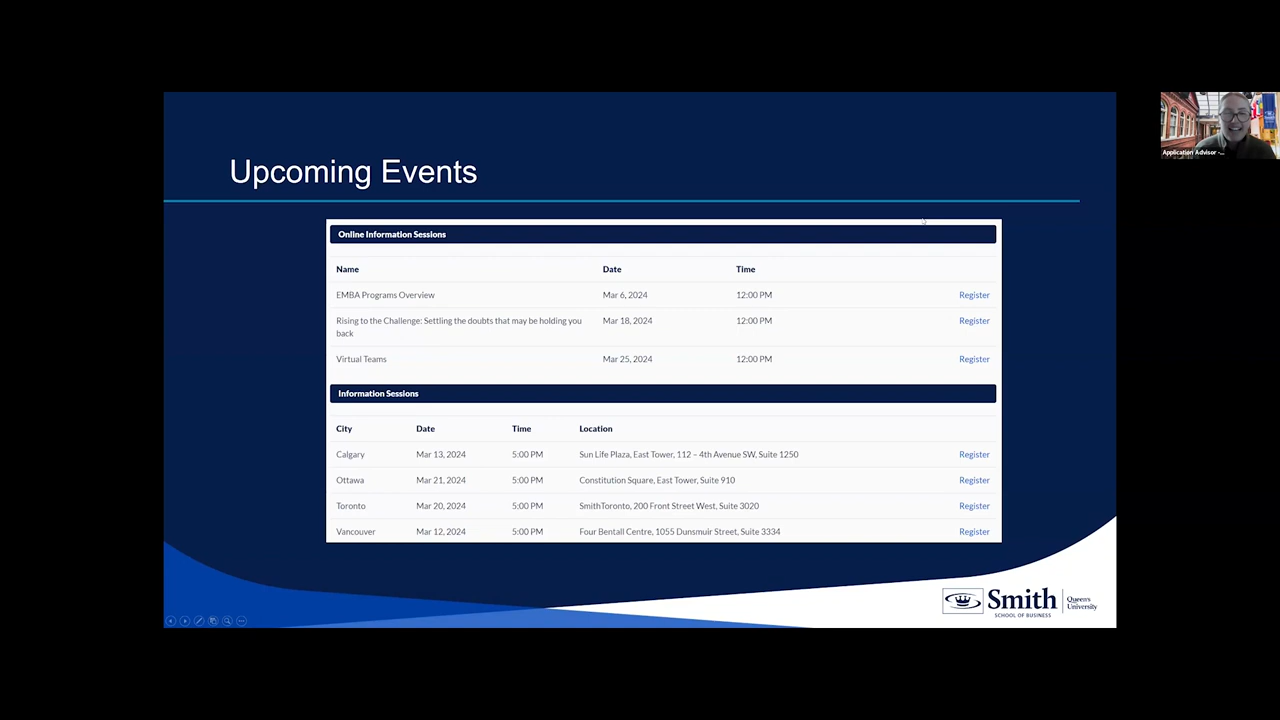 Upcoming Events
Online Information Sessions
Name Date Time
EMBA Programs Overview Mar 6, 2024 12:00 PM Register
Rising to the Challenge: Settling the doubts that may be holding you Mar 18, 2024 12:00 PM Register
back
Virtual Teams Mar 25, 2024 12:00 PM Register
Information Sessions
City Date Time Location
Calgary Mar 13, 2024 5:00 PM Sun Life Plaza, East Tower, 112 – 4th Avenue SW, Suite 1250 Register
Ottawa Mar 21, 2024 5:00 PM Constitution Square, East Tower, Suite 910 Register
Toronto Mar 20, 2024 5:00 PM SmithToronto, 200 Front Street West, Suite 3020 Register
Vancouver Mar 12, 2024 5:00 PM Four Bentall Centre, 1055 Dunsmuir Street, Suite 3334 Register
Smith
SCHOOL OF BUSINESS
Queen's
University
Application Advisor -...